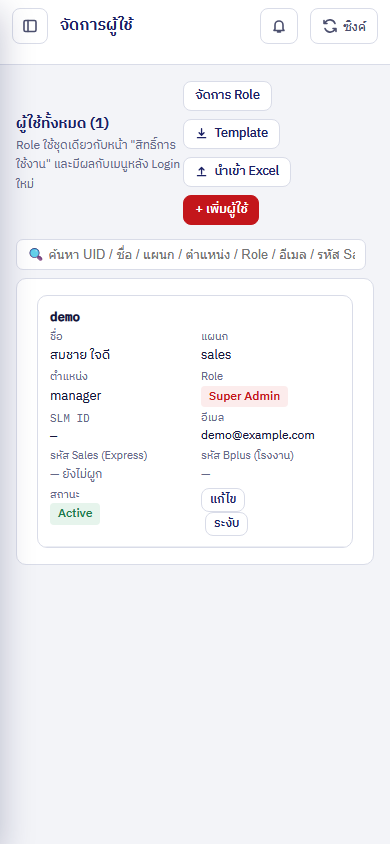 จัดการผู้ใช้
ซิงค์
ผู้ใช้ทั้งหมด (1)
Role ใช้ชุดเดียวกับหน้า "สิทธิ์การ
ใช้งาน" และมีผลกับเมนูหลัง Login
ใหม่
จัดการ Role
Template
นำเข้า Excel
+ เพิ่มผู้ใช้
ค้นหา UID / ชื่อ / แผนก / ตำแหน่ง / Role / อีเมล / รหัส Sa
demo
ชื่อ
แผนก
สมชาย ใจดี
sales
ตำแหน่ง
Role
manager
Super Admin
SLM ID
อีเมล
—
demo@example.com
รหัส Sales (Express)
รหัส Bplus (โรงงาน)
— ยังไม่ผูก
—
สถานะ
Active
แก้ไข
ระงับ